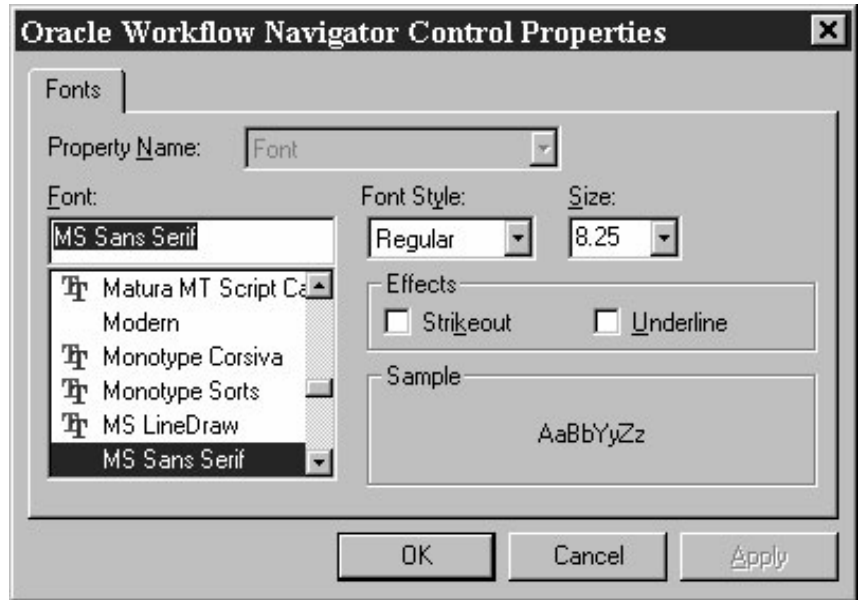 Oracle Workflow Navigator Control Properties
Fonts
Property Name: Font
Font: Font Style: Size:
MS Sans Serif Regular 8.25
Matura MT Script Ca
Modern
Monotype Corsiva
Monotype Sorts
MS LineDraw
MS Sans Serif
Effects
Strikeout Underline
Sample
AaBbYyZz
OK Cancel Apply